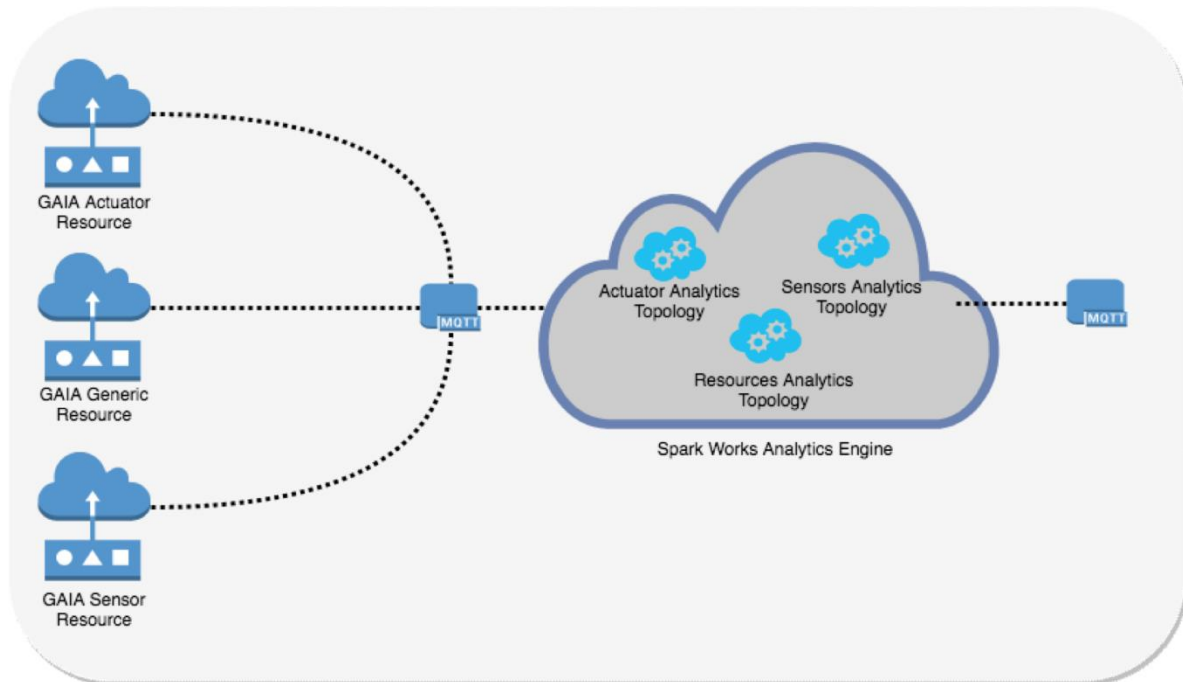 GAIA Actuator
Resource
GAIA Generic
Resource
GAIA Sensor
Resource
MQTT
Actuator Analytics
Topology
Sensors Analytics
Topology
Resources Analytics
Topology
Spark Works Analytics Engine
MQTT